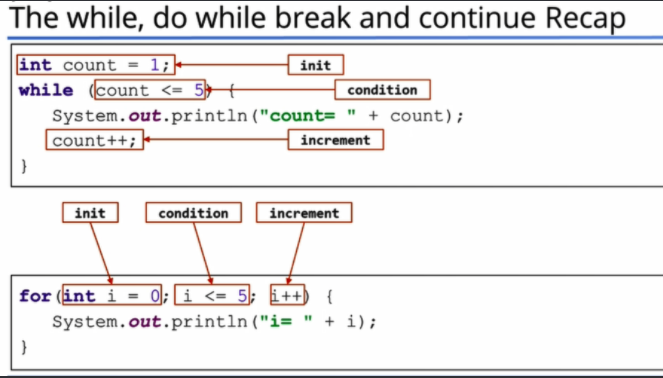 The while, do while break and continue Recap
int count = 1; init
while (count <= 5) { condition
System.out.println("count= " + count);
count++; increment
}
init condition increment
for(int i = 0; i <= 5; i++) {
System.out.println("i= " + i);
}